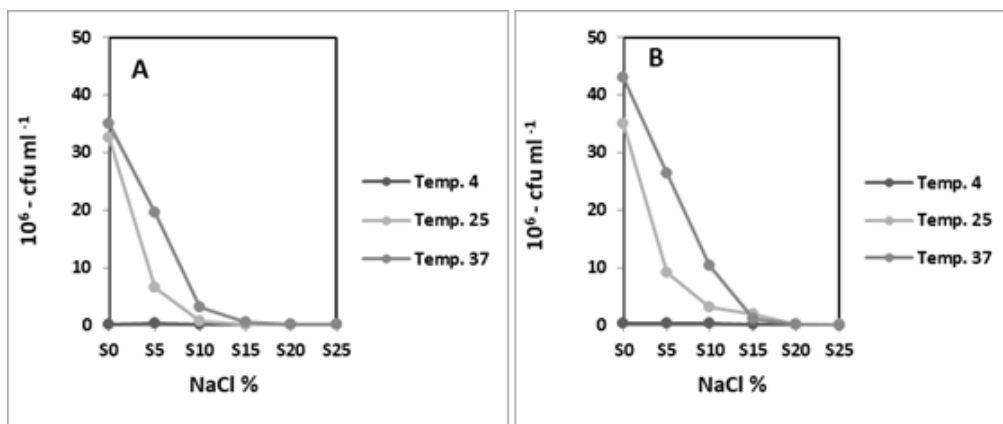 A
50
40
30
20
10
0
10⁶ - cfu ml ⁻¹
S0 S5 S10 S15 S20 S25
NaCl %
Temp. 4
Temp. 25
Temp. 37
B
50
40
30
20
10
0
10⁶ - cfu ml ⁻¹
S0 S5 S10 S15 S20 S25
NaCl %
Temp. 4
Temp. 25
Temp. 37